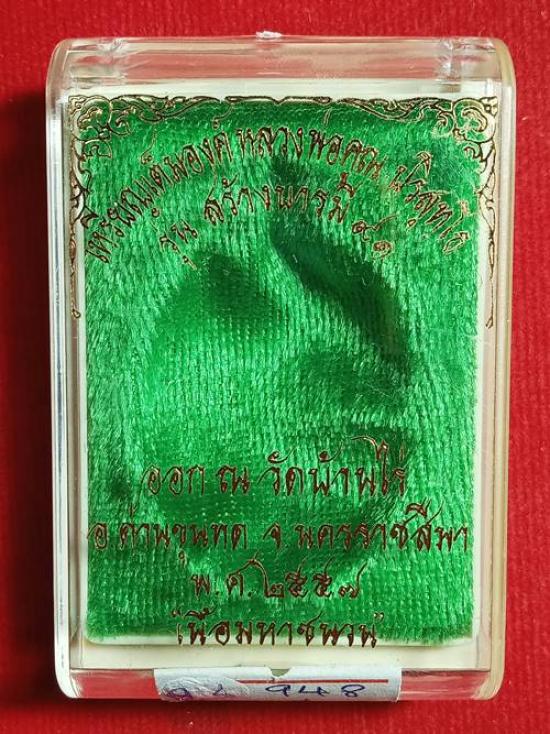 เหรียญเต็มองค์ หลวงพ่อคูณ ปริสุทฺโธ
รุ่น สร้างบารมี ๙๑
ออก ณ วัดบ้านไร่
อ.ด่านขุนทด จ.นครราชสีมา
พ.ศ.๒๕๕๗
"เนื้อมหาชนวน"
948